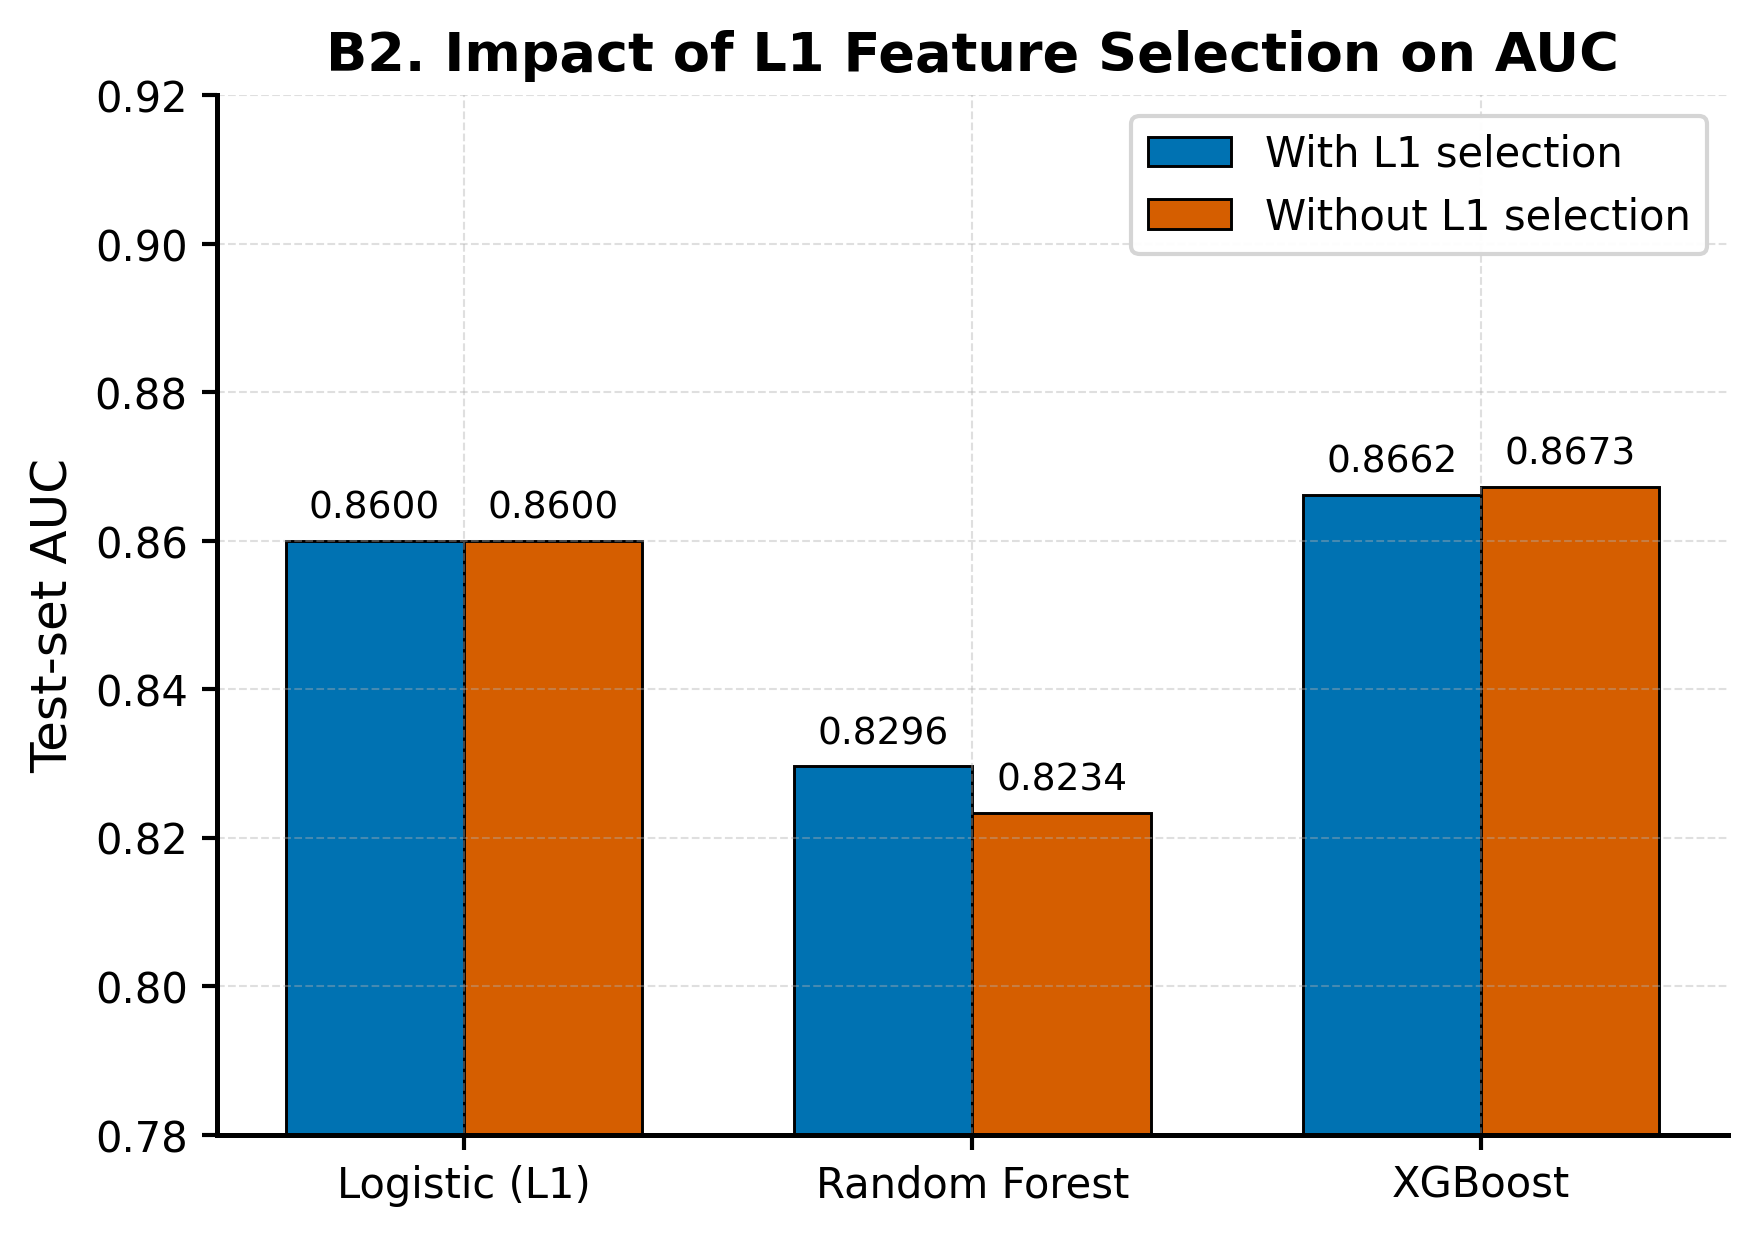 B2. Impact of L1 Feature Selection on AUC
With L1 selection
Without L1 selection
Test-set AUC
0.92
0.90
0.88
0.86
0.84
0.82
0.80
0.78
0.8600
0.8600
0.8296
0.8234
0.8662
0.8673
Logistic (L1)
Random Forest
XGBoost